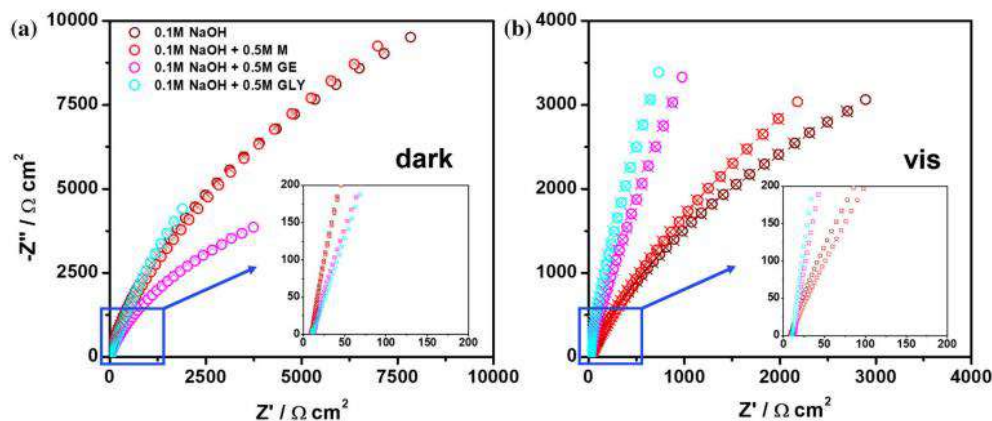 (a)
10000
7500
5000
2500
0
-Z'' / Ω cm²
0.1M NaOH
0.1M NaOH + 0.5M M
0.1M NaOH + 0.5M GE
0.1M NaOH + 0.5M GLY
dark
200
150
100
50
0
0 50 100 150 200
0 2500 5000 7500 10000
Z' / Ω cm²
(b)
4000
3000
2000
1000
0
vis
200
150
100
50
0
0 50 100 150 200
0 1000 2000 3000 4000
Z' / Ω cm²